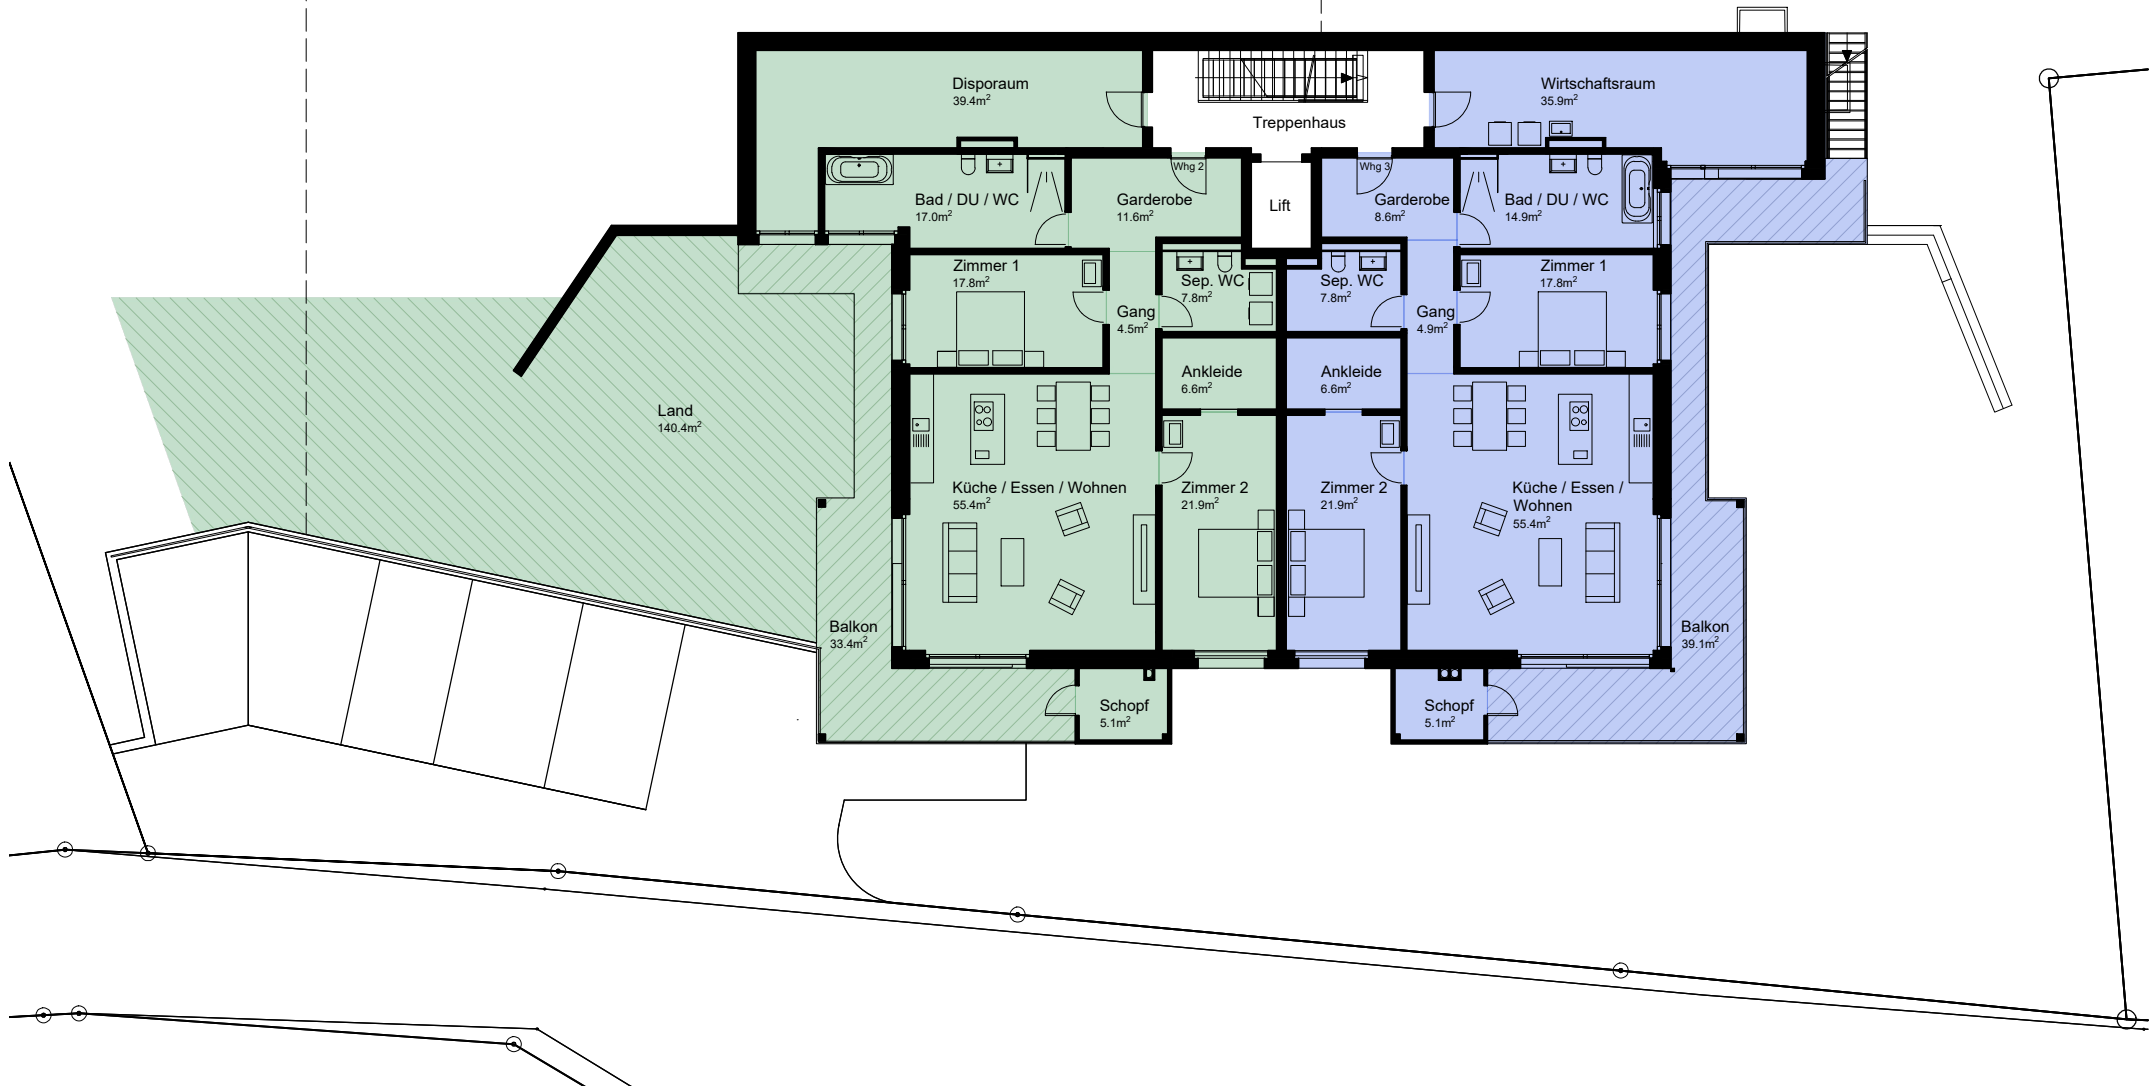 Disporaum
39.4m²
Treppenhaus
Wirtschaftsraum
35.9m²
Whg 2
Whg 3
Bad / DU / WC
17.0m²
Garderobe
11.6m²
Lift
Garderobe
8.6m²
Bad / DU / WC
14.9m²
Zimmer 1
17.8m²
Sep. WC
7.8m²
Sep. WC
7.8m²
Zimmer 1
17.8m²
Gang
4.5m²
Gang
4.9m²
Ankleide
6.6m²
Ankleide
6.6m²
Land
140.4m²
Küche / Essen / Wohnen
55.4m²
Zimmer 2
21.9m²
Zimmer 2
21.9m²
Küche / Essen /
Wohnen
55.4m²
Balkon
33.4m²
Balkon
39.1m²
Schopf
5.1m²
Schopf
5.1m²